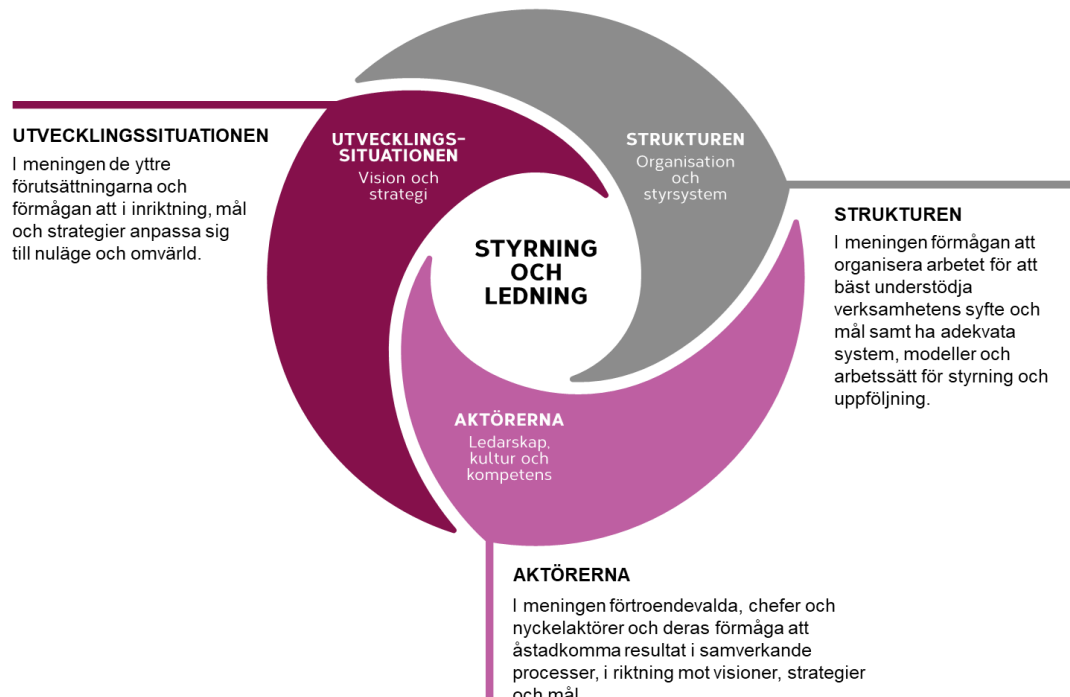 UTVECKLINGSSITUATIONEN
I meningen de yttre
förutsättningarna och
förmågan att i inriktning, mål
och strategier anpassa sig
till nuläge och omvärld.
UTVECKLINGS-
SITUATIONEN
Vision och
strategi
STRUKTUREN
Organisation
och
styrsystem
STYRNING
OCH
LEDNING
STRUKTUREN
I meningen förmågan att
organisera arbetet för att
bäst understödja
verksamhetens syfte och
mål samt ha adekvata
system, modeller och
arbetssätt för styrning och
uppföljning.
AKTÖRERNA
Ledarskap,
kultur och
kompetens
AKTÖRERNA
I meningen förtroendevalda, chefer och
nyckelaktörer och deras förmåga att
åstadkomma resultat i samverkande
processer, i riktning mot visioner, strategier
och mål